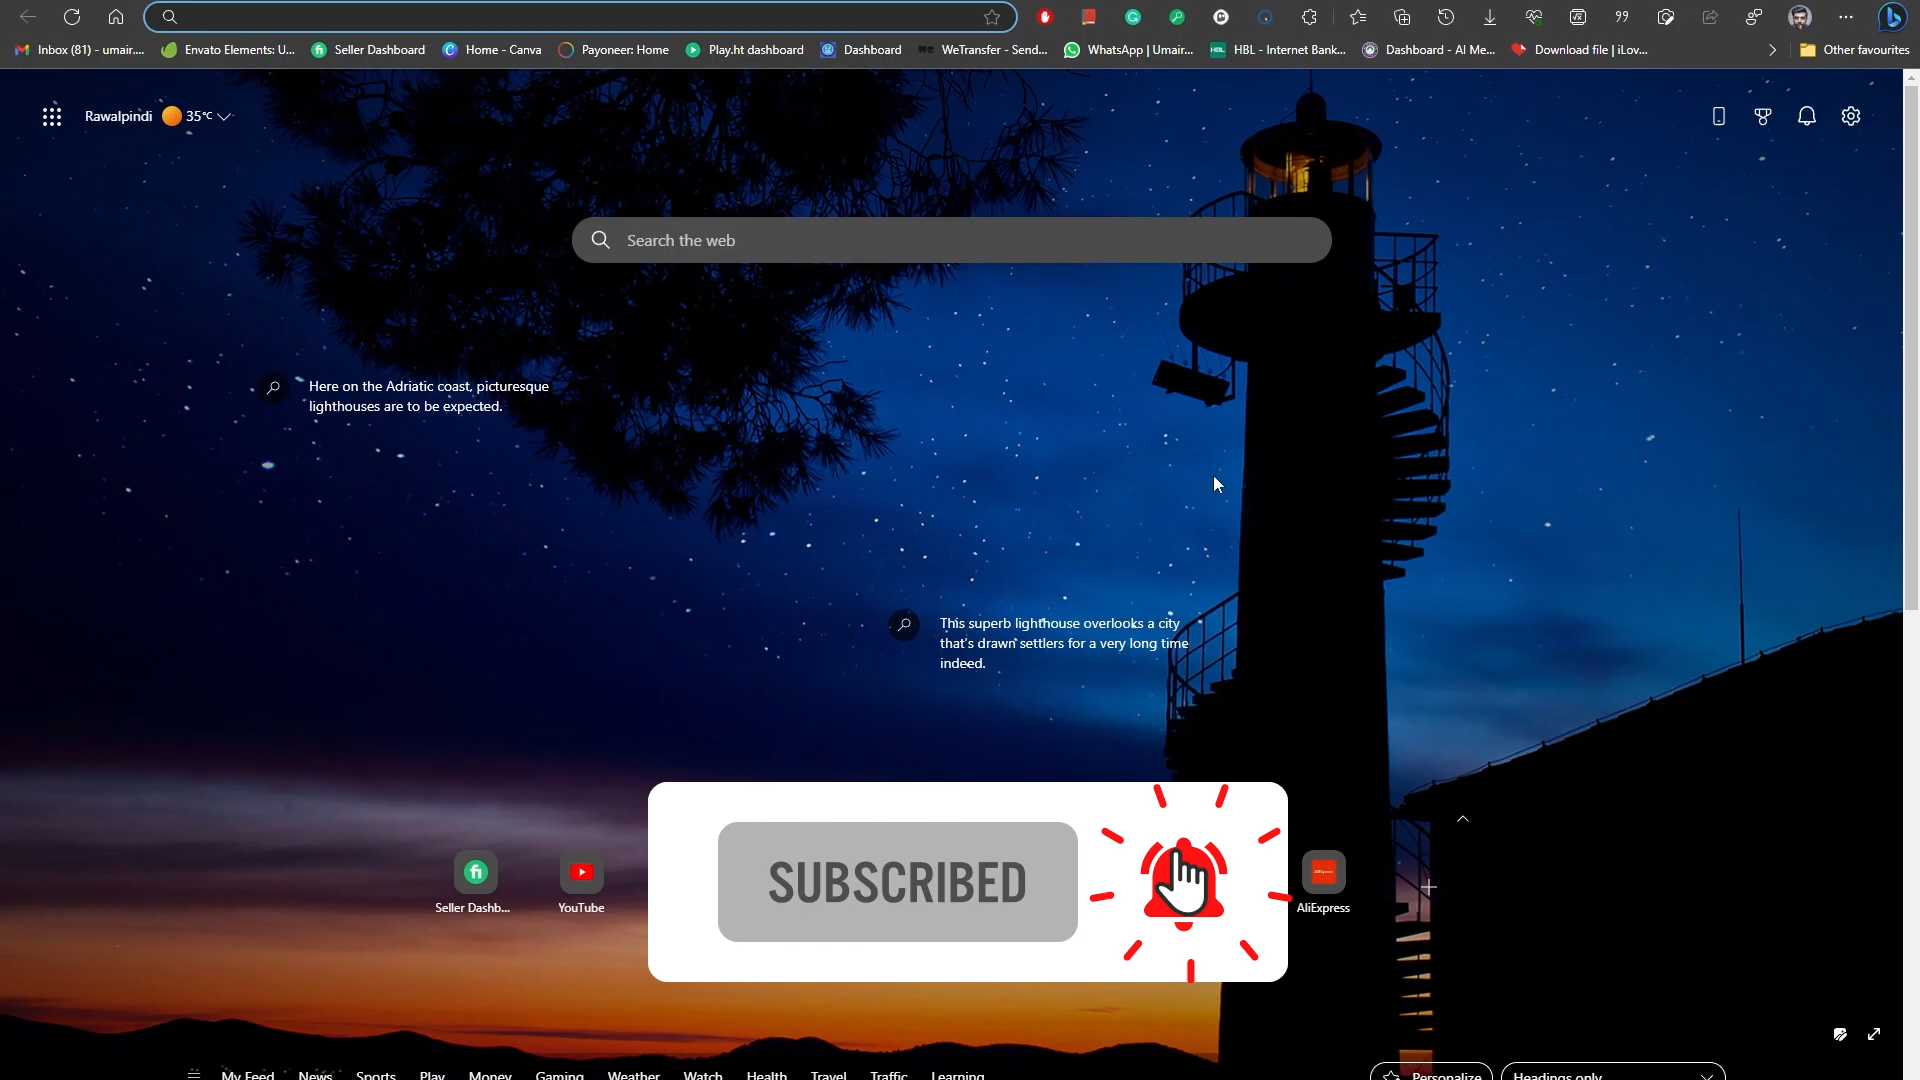 Inbox (81) - umair....
Envato Elements: U...
Seller Dashboard
Home - Canva
Payoneer: Home
Play.ht dashboard
Dashboard
WeTransfer - Send...
WhatsApp | Umair...
HBL - Internet Bank...
Dashboard - AI Me...
Download file | iLov...
Other favourites
Rawalpindi 35°C
Search the web
Here on the Adriatic coast, picturesque
lighthouses are to be expected.
This superb lighthouse overlooks a city
that's drawn settlers for a very long time
indeed.
SUBSCRIBED
Seller Dashb...
YouTube
AliExpress
My Feed News Sports Play Money Gaming Weather Watch Health Travel Traffic Learning
Personalize
Headings only